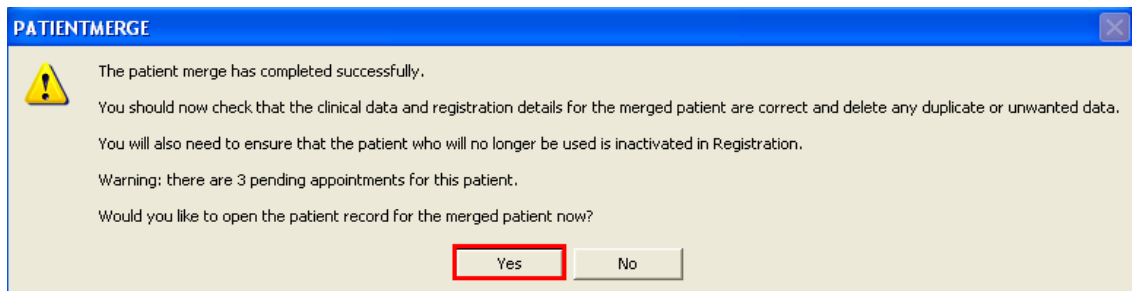 PATIENTMERGE
The patient merge has completed successfully.
You should now check that the clinical data and registration details for the merged patient are correct and delete any duplicate or unwanted data.
You will also need to ensure that the patient who will no longer be used is inactivated in Registration.
Warning: there are 3 pending appointments for this patient.
Would you like to open the patient record for the merged patient now?
Yes No